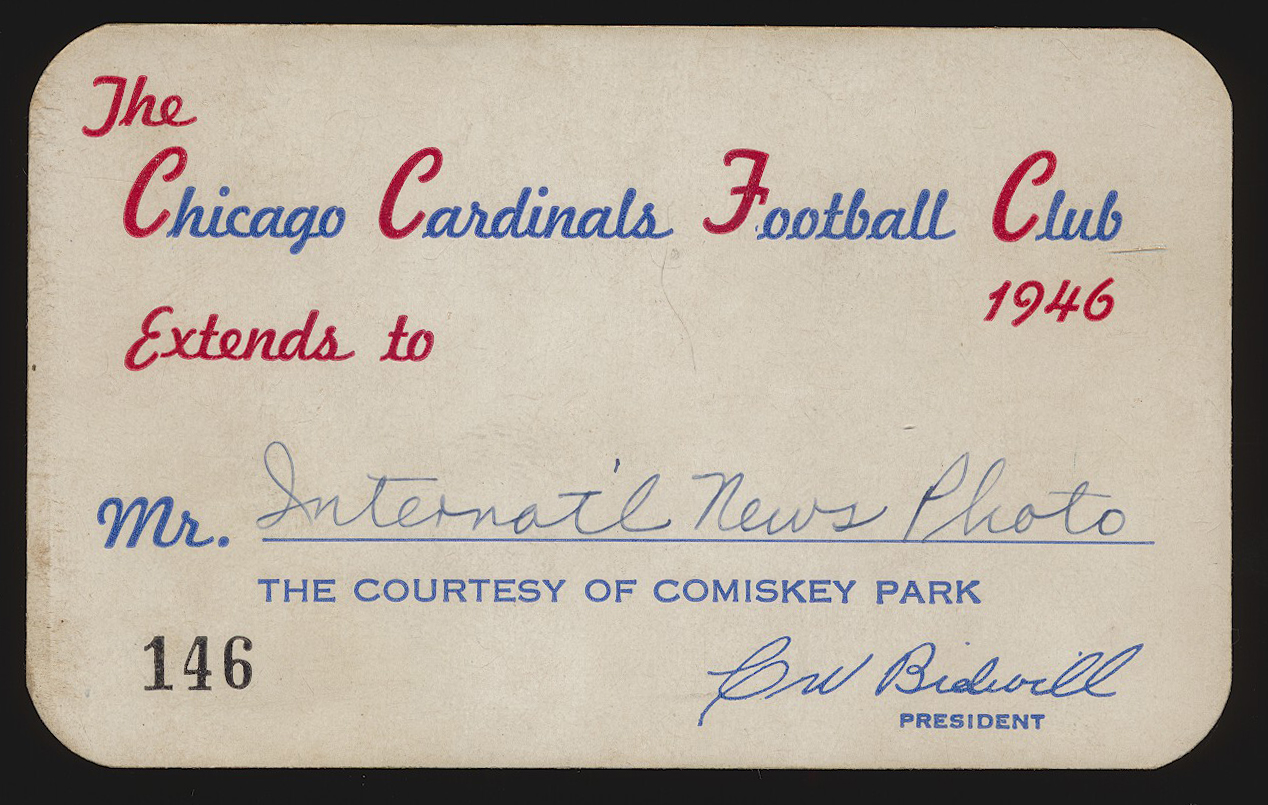 The
Chicago Cardinals Football Club
1946
Extends to
Mr. Internat'l News Photo
THE COURTESY OF COMISKEY PARK
146
CW Bidwill
PRESIDENT